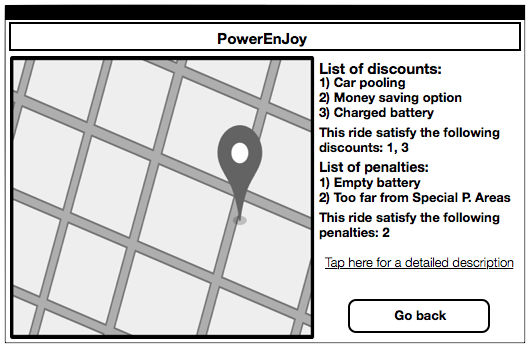 PowerEnJoy
List of discounts:
1) Car pooling
2) Money saving option
3) Charged battery
This ride satisfy the following
discounts: 1, 3
List of penalties:
1) Empty battery
2) Too far from Special P. Areas
This ride satisfy the following
penalties: 2
Tap here for a detailed description
Go back